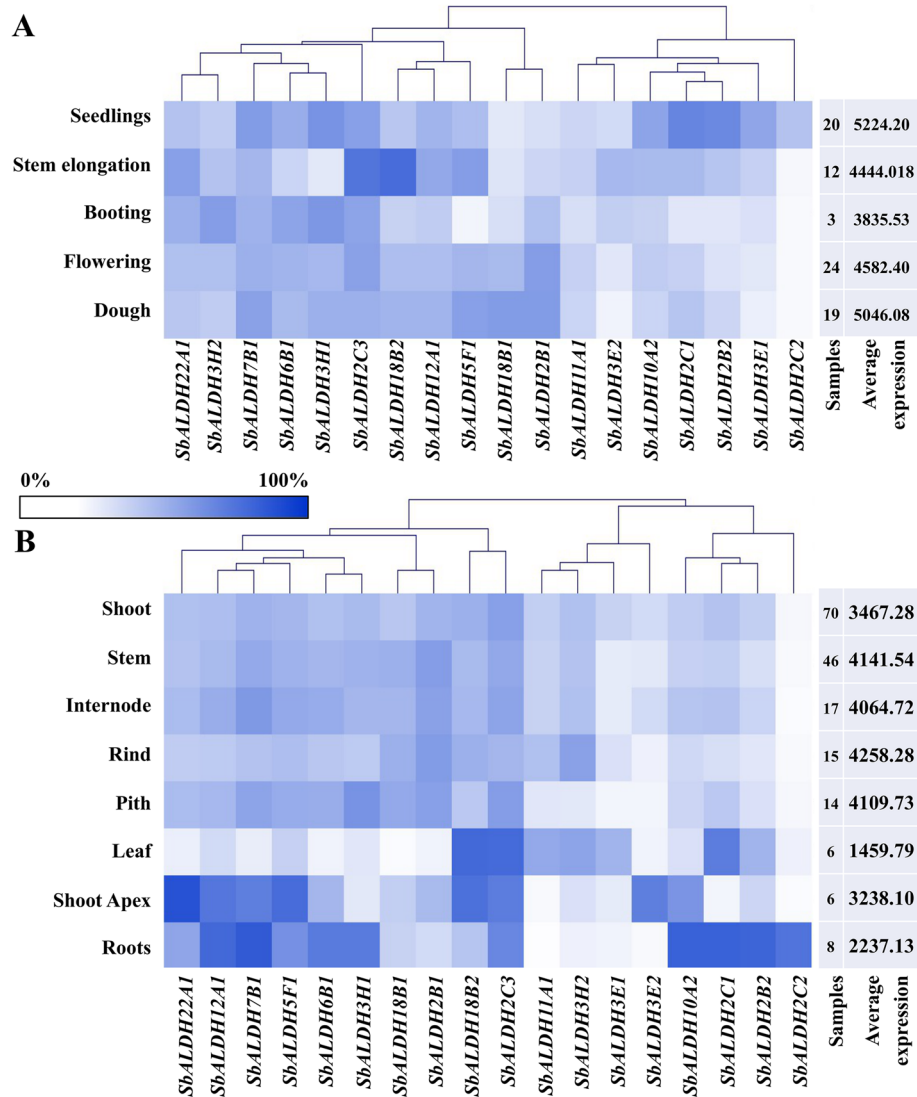 A
Seedlings 20 5224.20
Stem elongation 12 4444.018
Booting 3 3835.53
Flowering 24 4582.40
Dough 19 5046.08
SbALDH22A1
SbALDH3H2
SbALDH7B1
SbALDH6B1
SbALDH3H1
SbALDH2C3
SbALDH18B2
SbALDH12A1
SbALDH5F1
SbALDH18B1
SbALDH2B1
SbALDH11A1
SbALDH3E2
SbALDH10A2
SbALDH2C1
SbALDH2B2
SbALDH3E1
SbALDH2C2
Samples
Average
expression
0% 100%
B
Shoot 70 3467.28
Stem 46 4141.54
Internode 17 4064.72
Rind 15 4258.28
Pith 14 4109.73
Leaf 6 1459.79
Shoot Apex 6 3238.10
Roots 8 2237.13
SbALDH22A1
SbALDH12A1
SbALDH7B1
SbALDH5F1
SbALDH6B1
SbALDH3H1
SbALDH18B1
SbALDH2B1
SbALDH18B2
SbALDH2C3
SbALDH11A1
SbALDH3H2
SbALDH3E1
SbALDH3E2
SbALDH10A2
SbALDH2C1
SbALDH2B2
SbALDH2C2
Samples
Average
expression